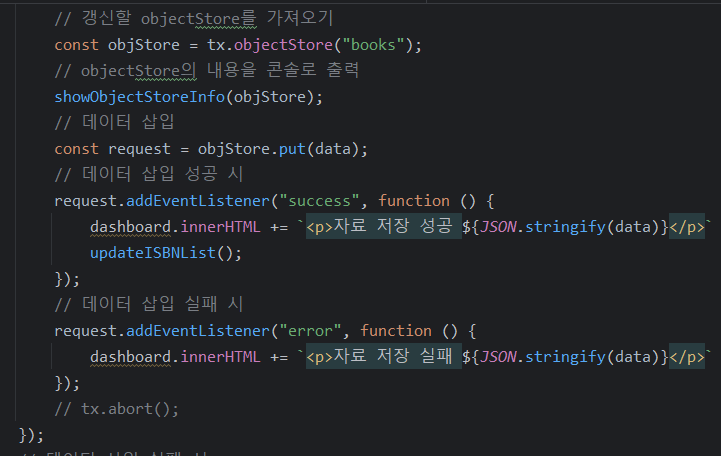 // 갱신할 objectStore를 가져오기
const objStore = tx.objectStore("books");
// objectStore의 내용을 콘솔로 출력
showObjectStoreInfo(objStore);
// 데이터 삽입
const request = objStore.put(data);
// 데이터 삽입 성공 시
request.addEventListener("success", function () {
dashboard.innerHTML += `<p>자료 저장 성공 ${JSON.stringify(data)}</p>`
updateISBNList();
});
// 데이터 삽입 실패 시
request.addEventListener("error", function () {
dashboard.innerHTML += `<p>자료 저장 실패 ${JSON.stringify(data)}</p>`
});
// tx.abort();
});